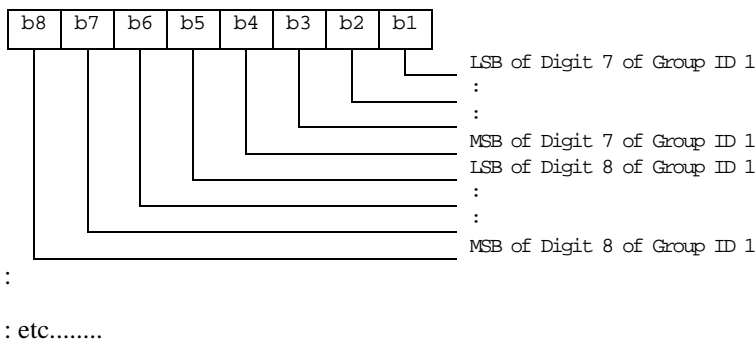 b8 b7 b6 b5 b4 b3 b2 b1
LSB of Digit 7 of Group ID 1
:
:
MSB of Digit 7 of Group ID 1
LSB of Digit 8 of Group ID 1
:
:
MSB of Digit 8 of Group ID 1
:
: etc........